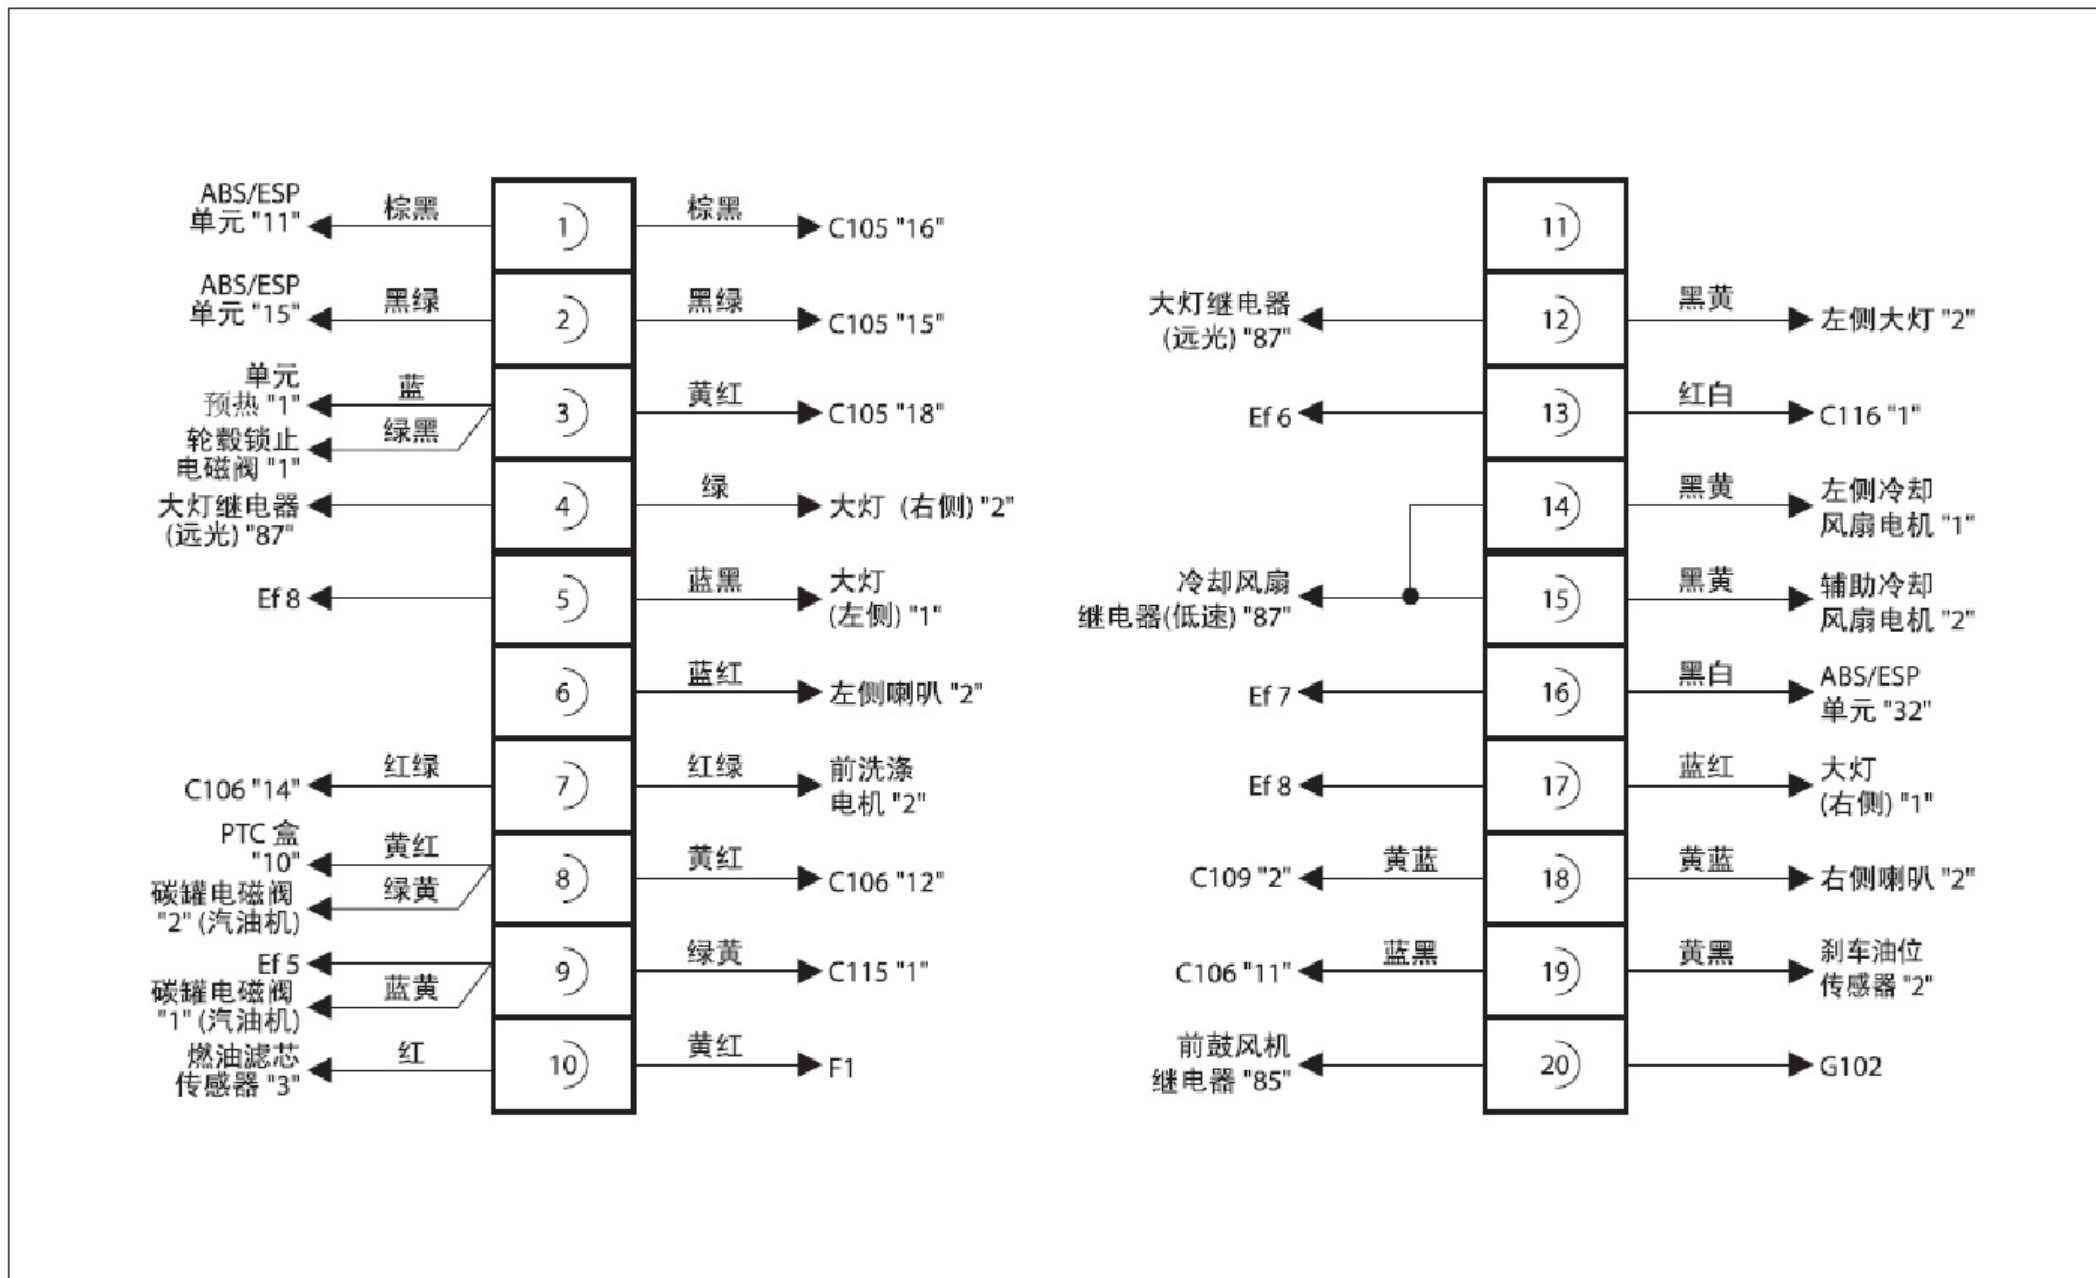 ABS/ESP
单元 "11"
棕黑
1
棕黑
C105 "16"
ABS/ESP
单元 "15"
黑绿
2
黑绿
C105 "15"
单元
预热 "1"
蓝
绿黑
轮毂锁止
电磁阀 "1"
3
黄红
C105 "18"
大灯继电器
(远光) "87"
4
绿
大灯 (右侧) "2"
Ef 8
5
蓝黑
大灯
(左侧) "1"
6
蓝红
左侧喇叭 "2"
C106 "14"
红绿
7
红绿
前洗涤
电机 "2"
PTC 盒
"10"
黄红
碳罐电磁阀
"2" (汽油机)
绿黄
8
黄红
C106 "12"
Ef 5
碳罐电磁阀
"1" (汽油机)
蓝黄
9
绿黄
C115 "1"
燃油滤芯
传感器 "3"
红
10
黄红
F1
11
大灯继电器
(远光) "87"
12
黑黄
左侧大灯 "2"
Ef 6
13
红白
C116 "1"
14
黑黄
左侧冷却
风扇电机 "1"
冷却风扇
继电器(低速) "87"
15
黑黄
辅助冷却
风扇电机 "2"
Ef 7
16
黑白
ABS/ESP
单元 "32"
Ef 8
17
蓝红
大灯
(右侧) "1"
C109 "2"
黄蓝
18
黄蓝
右侧喇叭 "2"
C106 "11"
蓝黑
19
黄黑
刹车油位
传感器 "2"
前鼓风机
继电器 "85"
20
G102